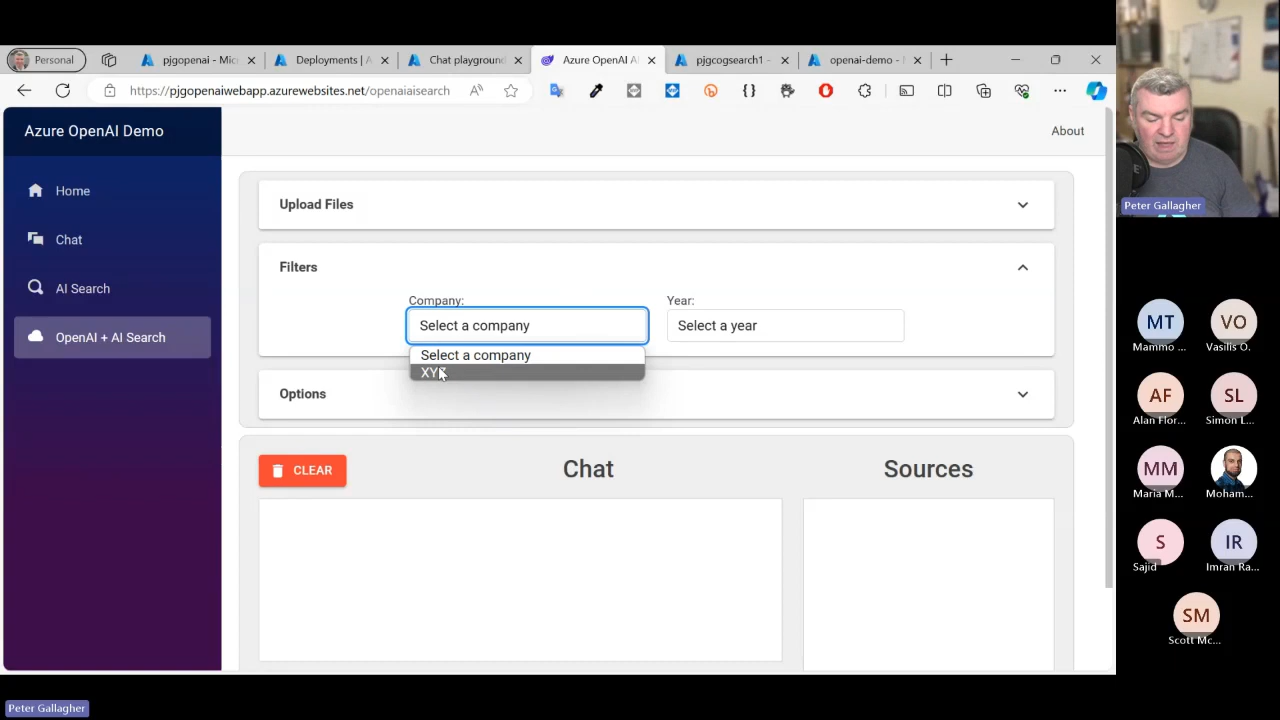 Personal
pjgopenai - Mic
Deployments | A
Chat playground
Azure OpenAI A
pjgcogsearch1 -
openai-demo -
https://pjgopenaiwebapp.azurewebsites.net/openaiaisearch
Azure OpenAI Demo
About
Home
Chat
AI Search
OpenAI + AI Search
Upload Files
Filters
Company:
Year:
Select a company
Select a year
Select a company
Options
CLEAR
Chat
Sources
Peter Gallagher
MT
VO
Mammo ...
Vasilis O.
AF
SL
Alan Flor...
Simon L...
MM
Maria M...
Moham...
S
IR
Sajid
Imran Ra...
SM
Scott Mc...
Peter Gallagher